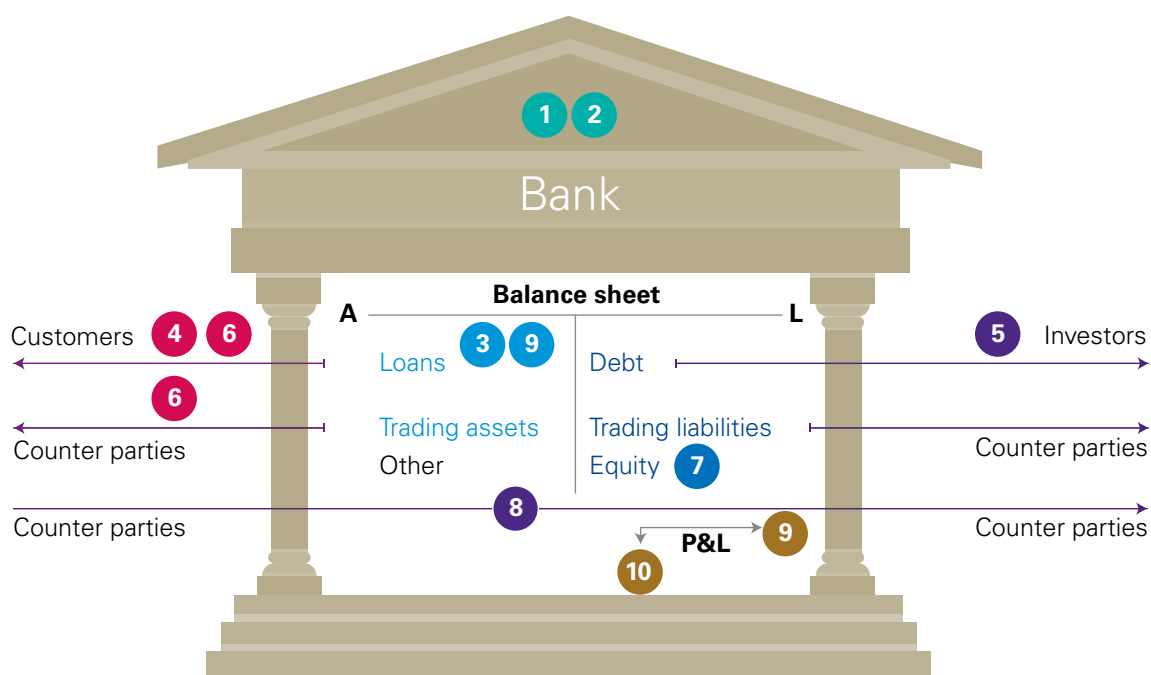 1 2
Bank
Balance sheet
A L
Customers 4 6
3 9
5 Investors
Loans
Debt
6
Trading assets
Trading liabilities
Counter parties
Counter parties
Other
Equity 7
8
Counter parties
Counter parties
P&L 9
10